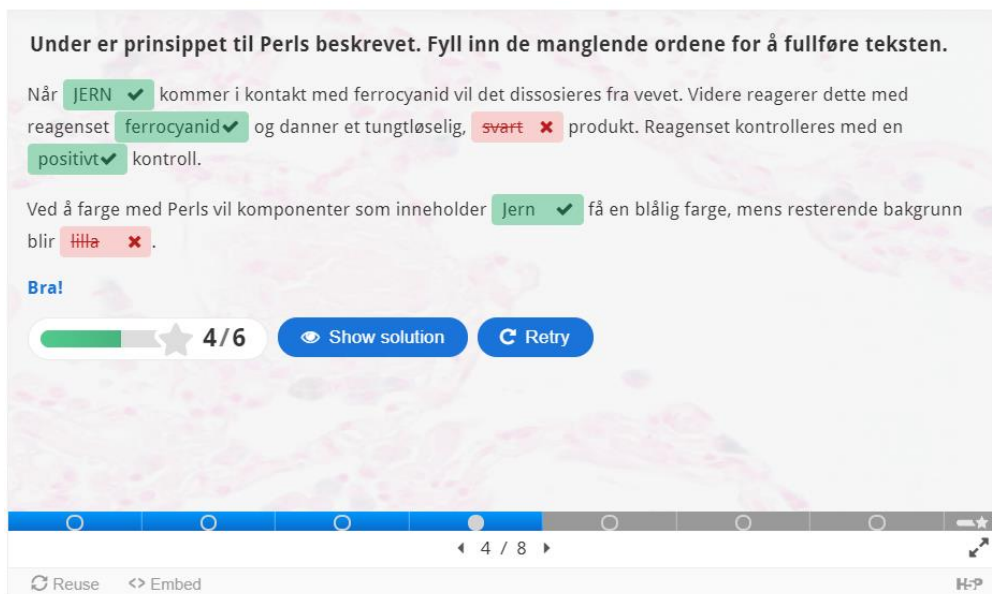 Under er prinsippet til Perls beskrevet. Fyll inn de manglende ordene for å fullføre teksten.
Når JERN ✔ kommer i kontakt med ferrocyanid vil det dissosieres fra vevet. Videre reagerer dette med
reagenset ferrocyanid ✔ og danner et tungtløselig, svart ✖ produkt. Reagenset kontrolleres med en
positivt ✔ kontroll.
Ved å farge med Perls vil komponenter som inneholder Jern ✔ få en blålig farge, mens resterende bakgrunn
blir lilla ✖ .
Bra!
4/6 Show solution Retry
4 / 8
Reuse <> Embed H-P